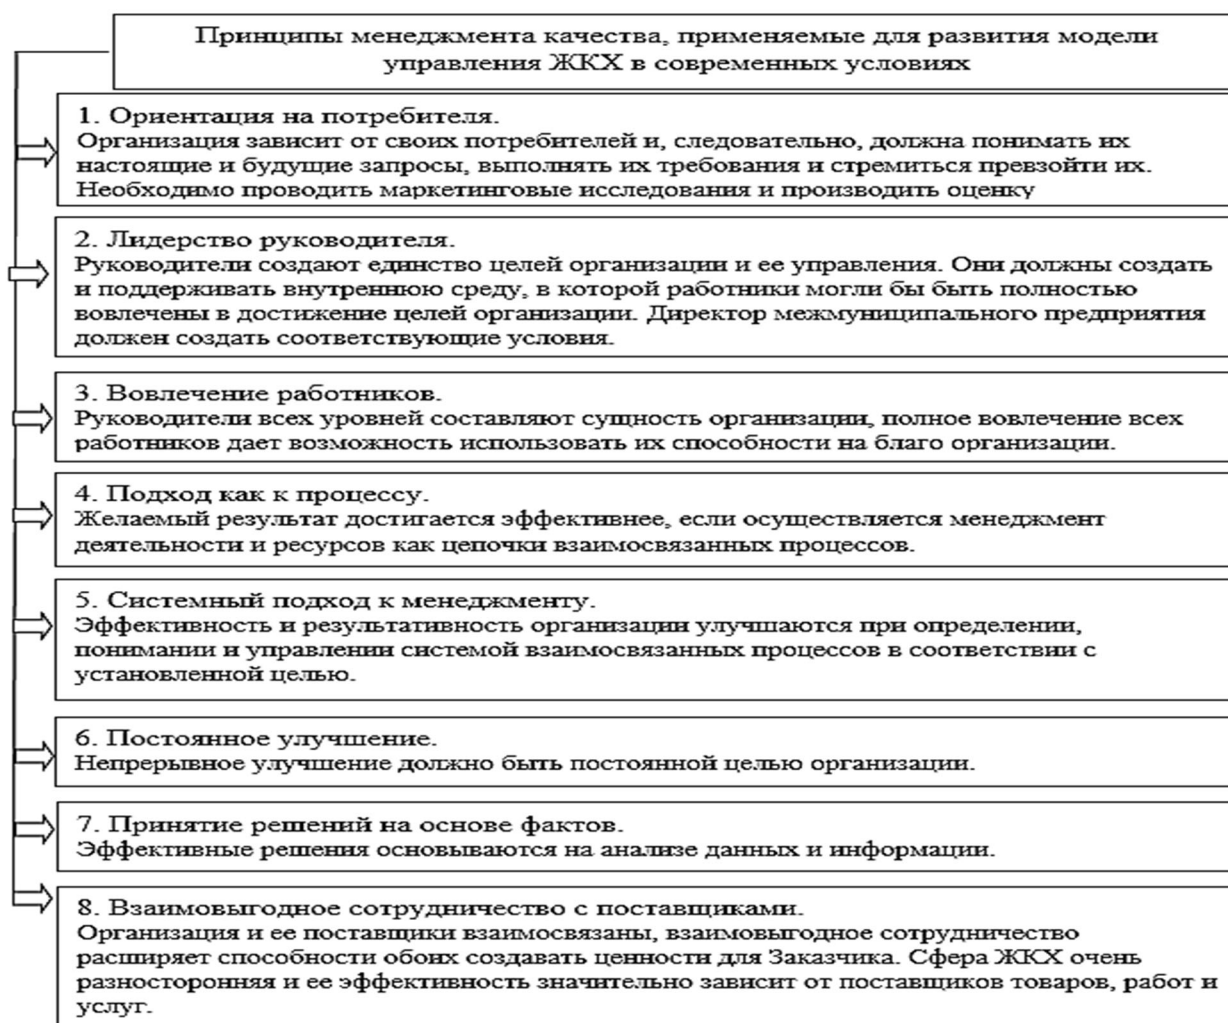 Принципы менеджмента качества, применяемые для развития модели
управления ЖКХ в современных условиях
1. Ориентация на потребителя.
Организация зависит от своих потребителей и, следовательно, должна понимать их
настоящие и будущие запросы, выполнять их требования и стремиться превзойти их.
Необходимо проводить маркетинговые исследования и производить оценку
2. Лидерство руководителя.
Руководители создают единство целей организации и ее управления. Они должны создать
и поддерживать внутреннюю среду, в которой работники могли бы быть полностью
вовлечены в достижение целей организации. Директор межмуниципального предприятия
должен создать соответствующие условия.
3. Вовлечение работников.
Руководители всех уровней составляют сущность организации, полное вовлечение всех
работников дает возможность использовать их способности на благо организации.
4. Подход как к процессу.
Желаемый результат достигается эффективнее, если осуществляется менеджмент
деятельности и ресурсов как цепочки взаимосвязанных процессов.
5. Системный подход к менеджменту.
Эффективность и результативность организации улучшаются при определении,
понимании и управлении системой взаимосвязанных процессов в соответствии с
установленной целью.
6. Постоянное улучшение.
Непрерывное улучшение должно быть постоянной целью организации.
7. Принятие решений на основе фактов.
Эффективные решения основываются на анализе данных и информации.
8. Взаимовыгодное сотрудничество с поставщиками.
Организация и ее поставщики взаимосвязаны, взаимовыгодное сотрудничество
расширяет способности обоих создавать ценности для Заказчика. Сфера ЖКХ очень
разносторонняя и ее эффективность значительно зависит от поставщиков товаров, работ и
услуг.